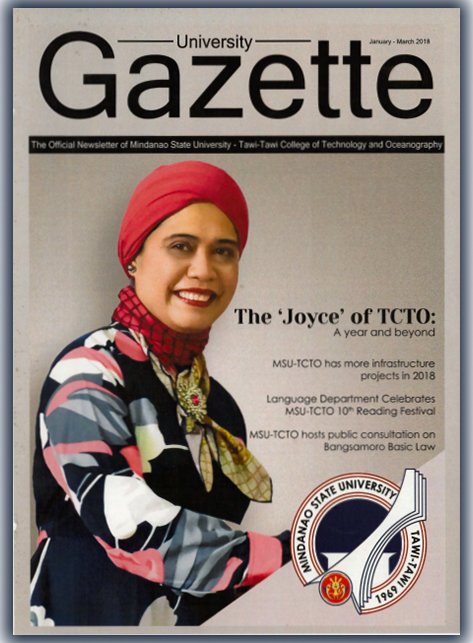 University
January - March 2018
Gazette
The Official Newsletter of Mindanao State University - Tawi-Tawi College of Technology and Oceanography
The 'Joyce' of TCTO:
A year and beyond
MSU-TCTO has more infrastructure
projects in 2018
Language Department Celebrates
MSU-TCTO 10th Reading Festival
MSU-TCTO hosts public consultation on
Bangsamoro Basic Law
MINDANAO STATE UNIVERSITY
TAWI-TAWI 1969